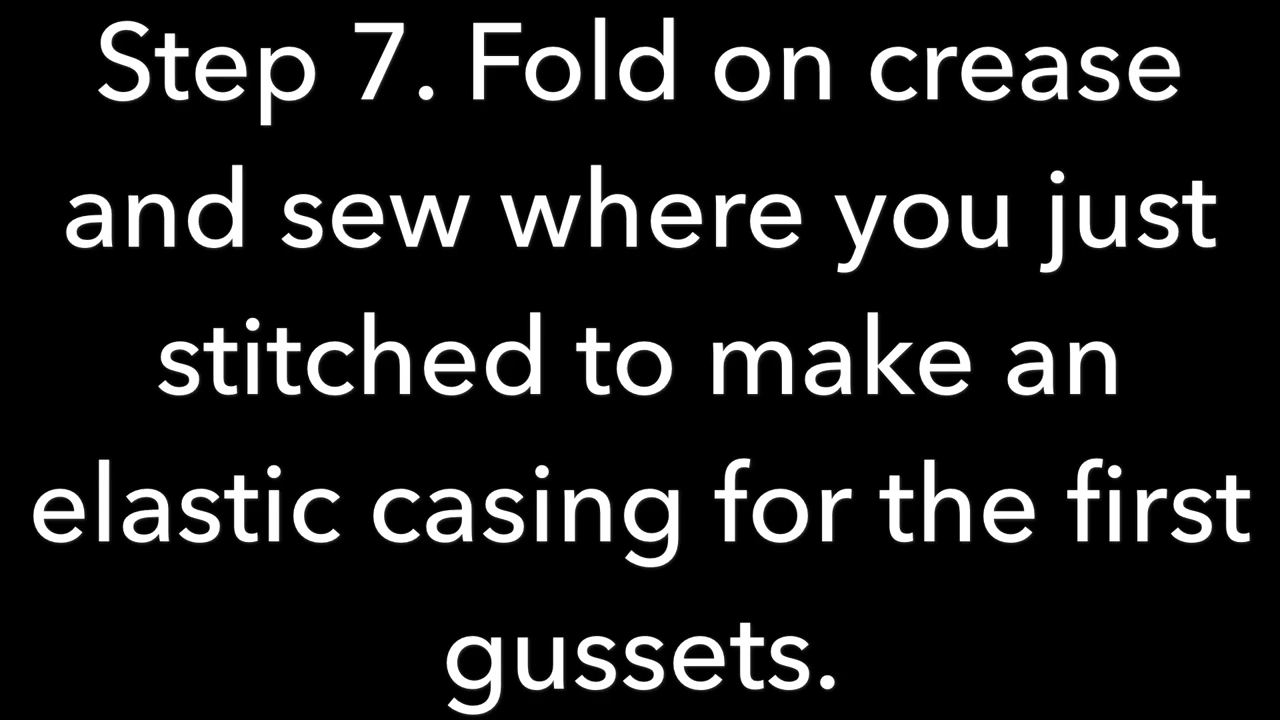 Step 7. Fold on crease
and sew where you just
stitched to make an
elastic casing for the first
gussets.